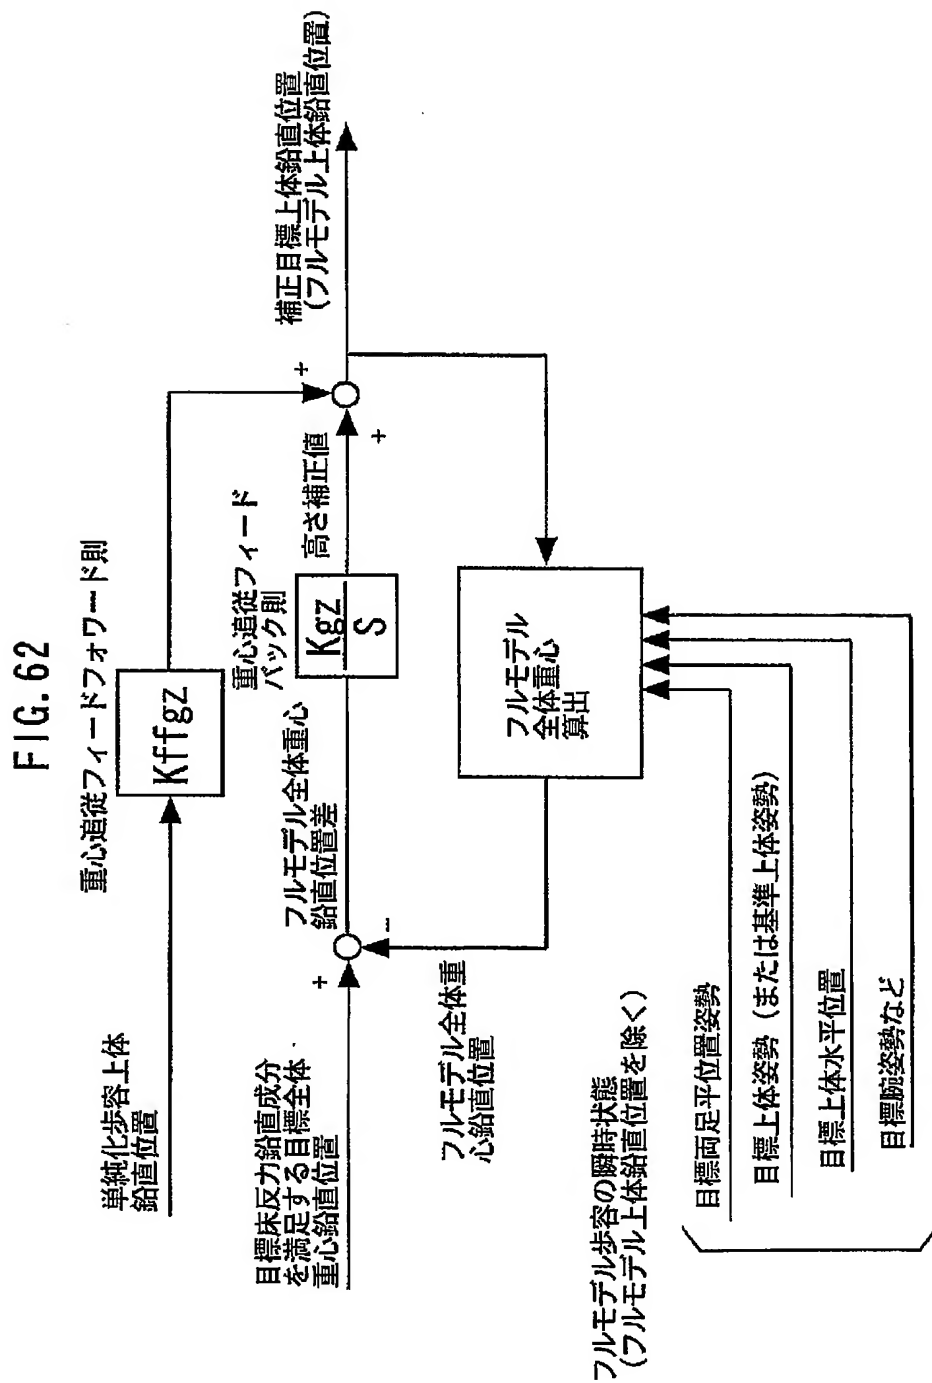 FIG.62
重心追従フィードフォワード則
単純化歩容上体
鉛直位置
Kffgz
重心追従フィード
バック則
補正目標上体鉛直位置
(フルモデル上体鉛直位置)
目標床反力鉛直成分
を満足する目標全体
重心鉛直位置
+
−
フルモデル全体重心
鉛直位置差
Kgz
S
高さ補正値
+
+
フルモデル全体重
心鉛直位置
フルモデル
全体重心
算出
フルモデル歩容の瞬時状態
(フルモデル上体鉛直位置を除く)
目標両足平位置姿勢
目標上体姿勢(または基準上体姿勢)
目標上体水平位置
目標腕姿勢など